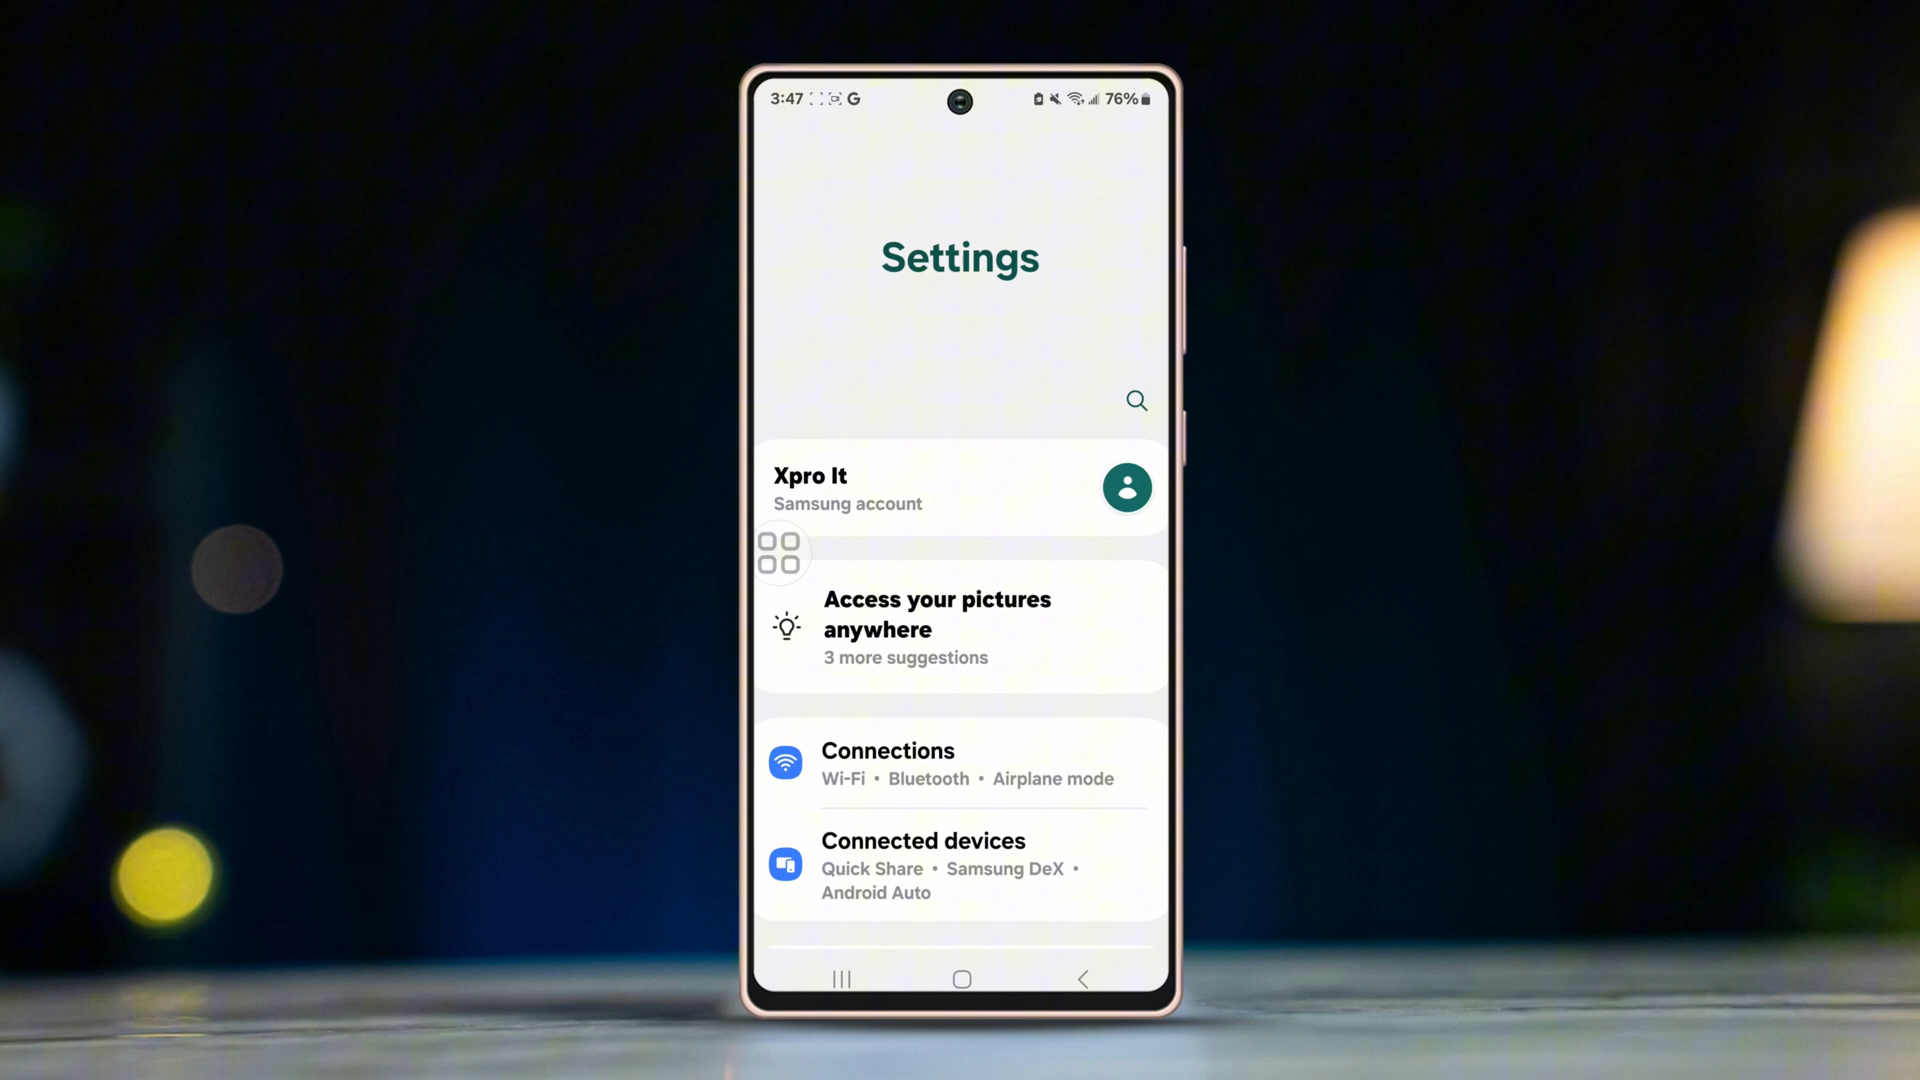 3:47 G 76%
Settings
Xpro It
Samsung account
Access your pictures
anywhere
3 more suggestions
Connections
Wi-Fi • Bluetooth • Airplane mode
Connected devices
Quick Share • Samsung DeX •
Android Auto